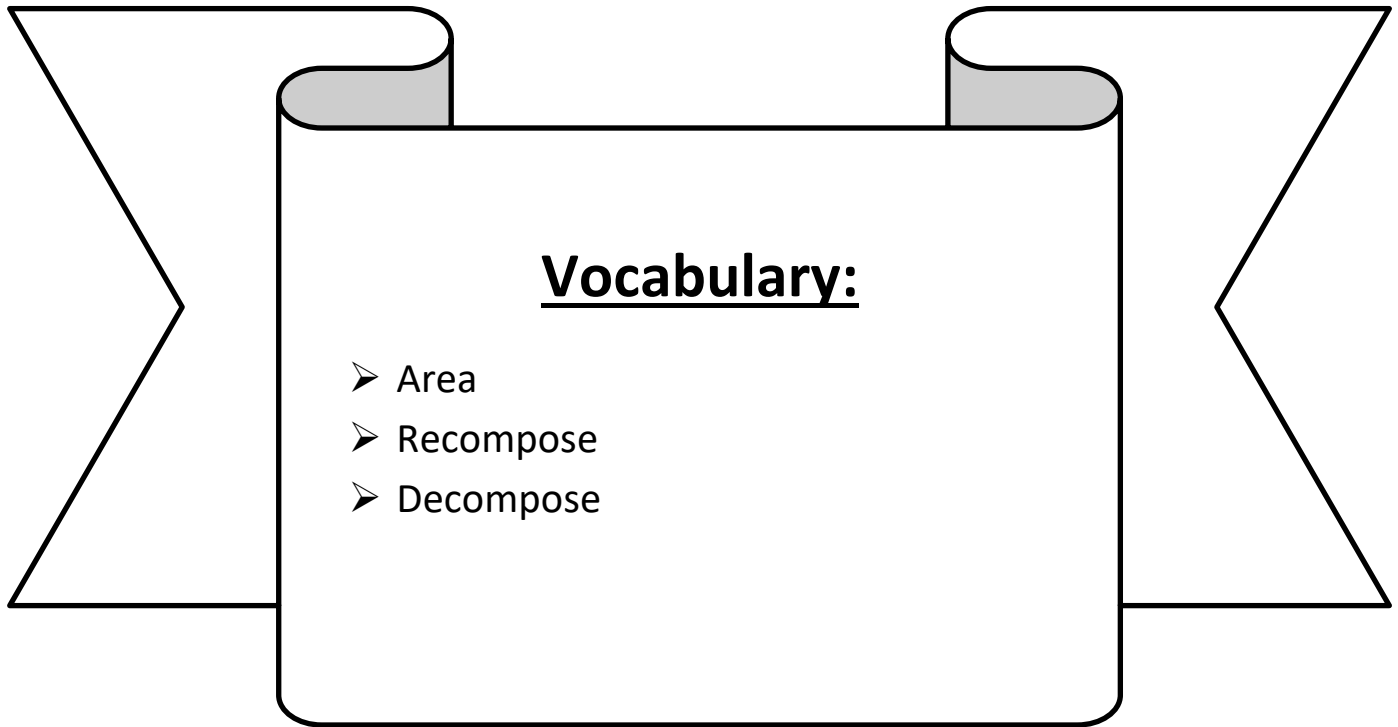 Vocabulary:
➢ Area
➢ Recompose
➢ Decompose